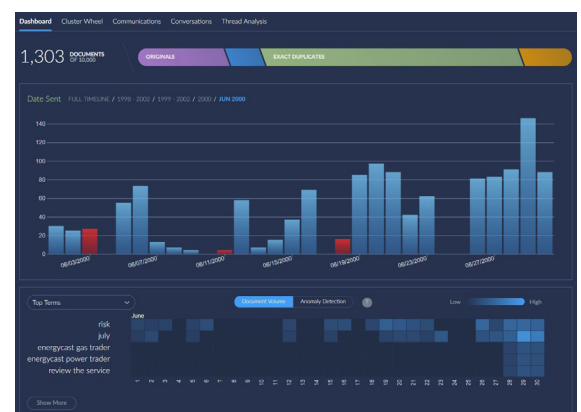 Dashboard Cluster Wheel Communications Conversations Thread Analysis
1,303 DOCUMENTS OF 10,000
ORIGINALS EXACT DUPLICATES
Date Sent FULL TIMELINE / 1998 - 2002 / 1999 - 2002 / 2000 / JUN 2000
140
120
100
80
60
40
20
0
06/03/2000 06/07/2000 06/11/2000 06/15/2000 06/19/2000 06/23/2000 06/27/2000
Top Terms Document Volume Anomaly Detection ? Low High
June
risk
july
energycast gas trader
energycast power trader
review the service
1 2 3 4 5 6 7 8 9 10 11 12 13 14 15 16 17 18 19 20 21 22 23 24 25 26 27 28 29 30
Show More